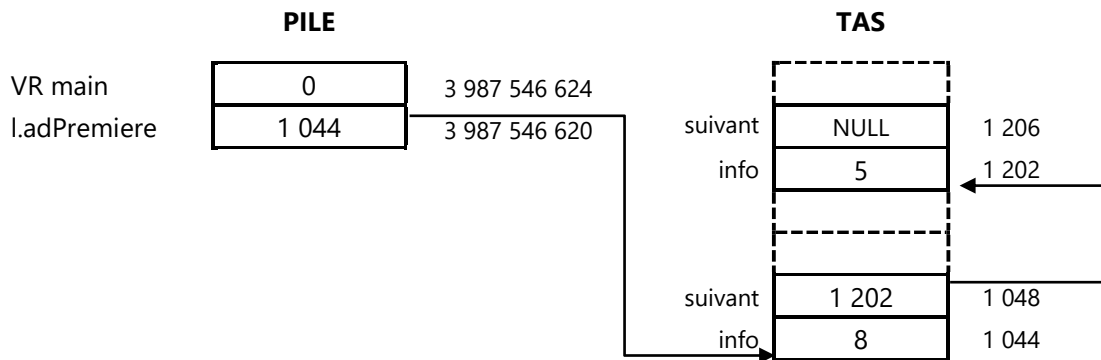 PILE TAS
VR main 0 3 987 546 624
l.adPremiere 1 044 3 987 546 620 suivant NULL 1 206
info 5 1 202
suivant 1 202 1 048
info 8 1 044